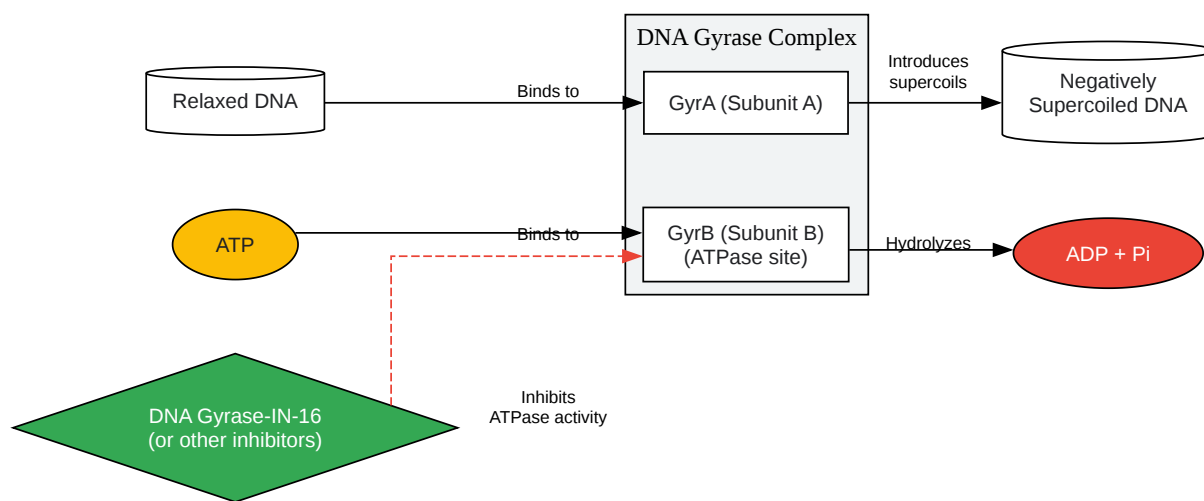 DNA Gyrase Complex
Relaxed DNA
Binds to
GyrA (Subunit A)
Introduces
supercoils
Negatively
Supercoiled DNA
ATP
Binds to
GyrB (Subunit B)
(ATPase site)
Hydrolyzes
ADP + Pi
DNA Gyrase-IN-16
(or other inhibitors)
Inhibits
ATPase activity